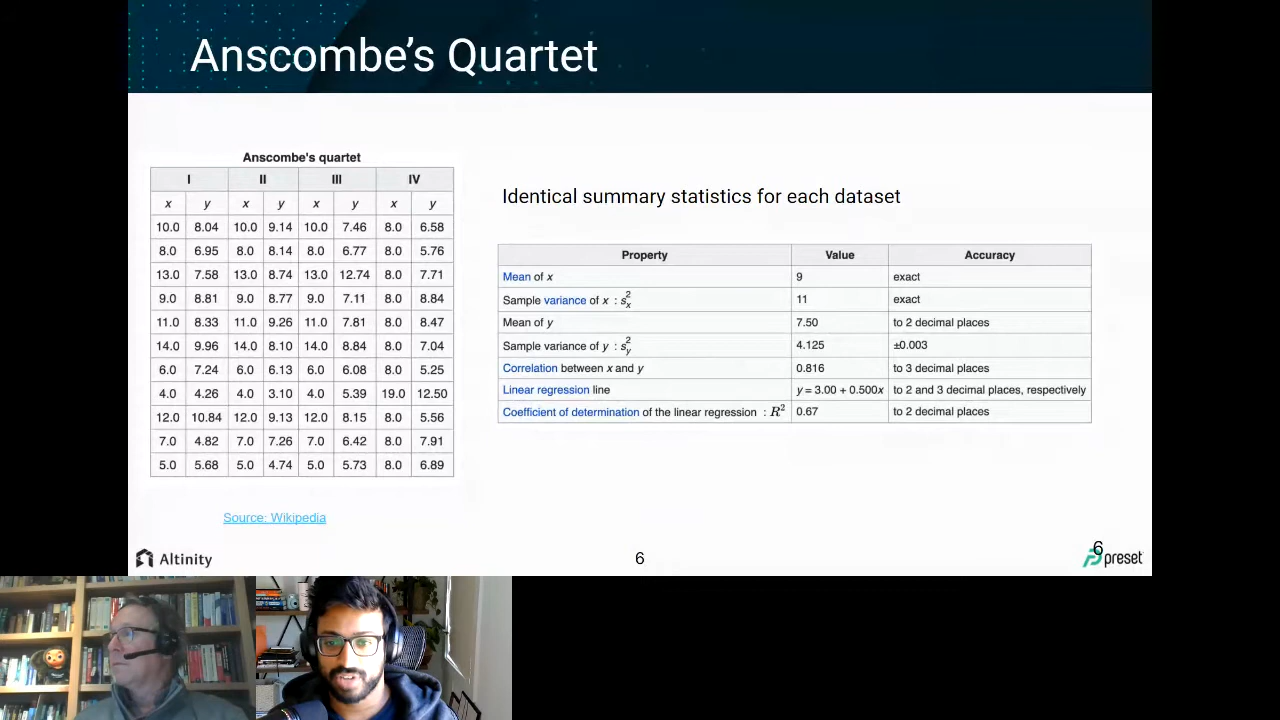 Anscombe's Quartet
Anscombe's quartet
I II III IV
x y x y x y x y
10.0 8.04 10.0 9.14 10.0 7.46 8.0 6.58
8.0 6.95 8.0 8.14 8.0 6.77 8.0 5.76
13.0 7.58 13.0 8.74 13.0 12.74 8.0 7.71
9.0 8.81 9.0 8.77 9.0 7.11 8.0 8.84
11.0 8.33 11.0 9.26 11.0 7.81 8.0 8.47
14.0 9.96 14.0 8.10 14.0 8.84 8.0 7.04
6.0 7.24 6.0 6.13 6.0 6.08 8.0 5.25
4.0 4.26 4.0 3.10 4.0 5.39 19.0 12.50
12.0 10.84 12.0 9.13 12.0 8.15 8.0 5.56
7.0 4.82 7.0 7.26 7.0 6.42 8.0 7.91
5.0 5.68 5.0 4.74 5.0 5.73 8.0 6.89
Source: Wikipedia
Identical summary statistics for each dataset
Property Value Accuracy
Mean of x 9 exact
Sample variance of x : s²ₓ 11 exact
Mean of y 7.50 to 2 decimal places
Sample variance of y : s²ᵧ 4.125 ±0.003
Correlation between x and y 0.816 to 3 decimal places
Linear regression line y = 3.00 + 0.500x to 2 and 3 decimal places, respectively
Coefficient of determination of the linear regression : R² 0.67 to 2 decimal places
Altinity
6
6
preset